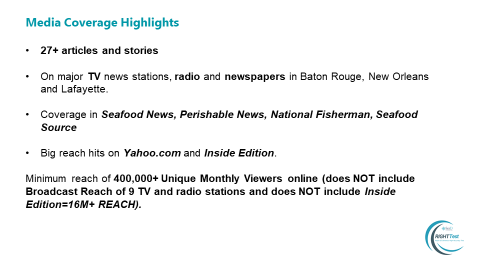 Media Coverage Highlights
• 27+ articles and stories
• On major TV news stations, radio and newspapers in Baton Rouge, New Orleans
and Lafayette.
• Coverage in Seafood News, Perishable News, National Fisherman, Seafood
Source
• Big reach hits on Yahoo.com and Inside Edition.
Minimum reach of 400,000+ Unique Monthly Viewers online (does NOT include
Broadcast Reach of 9 TV and radio stations and does NOT include Inside
Edition=16M+ REACH).
RIGHTTest